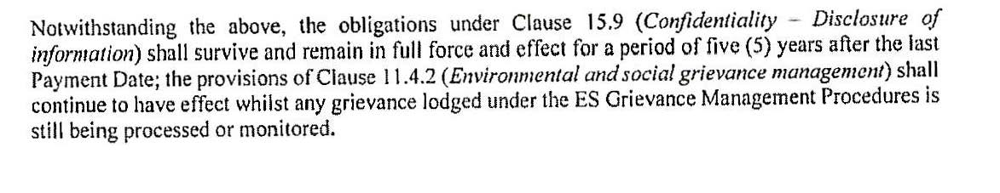 Notwithstanding the above, the obligations under Clause 15.9 (Confidentiality – Disclosure of
information) shall survive and remain in full force and effect for a period of five (5) years after the last
Payment Date; the provisions of Clause 11.4.2 (Environmental and social grievance management) shall
continue to have effect whilst any grievance lodged under the ES Grievance Management Procedures is
still being processed or monitored.